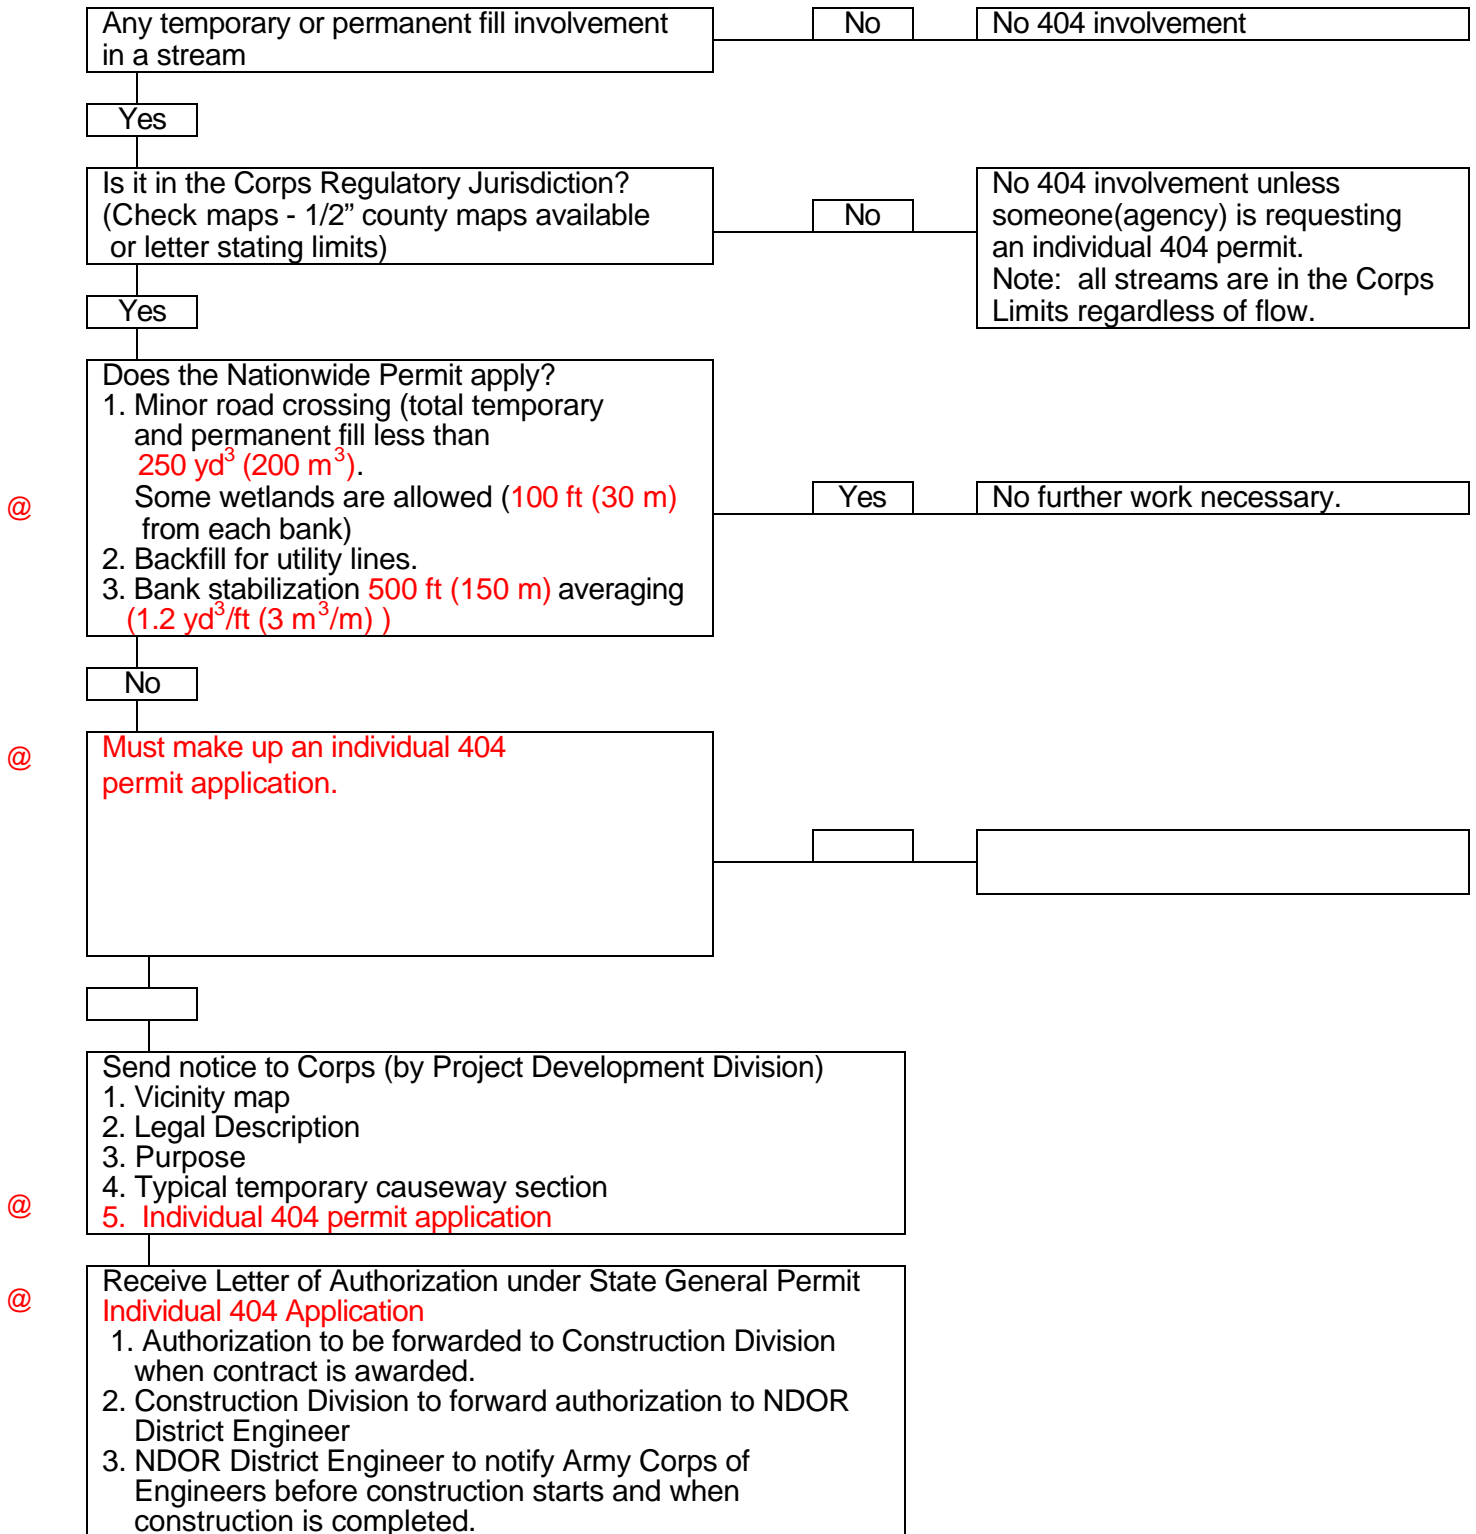 Any temporary or permanent fill involvement
in a stream
No
No 404 involvement
Yes
Is it in the Corps Regulatory Jurisdiction?
(Check maps - 1/2” county maps available
or letter stating limits)
No
No 404 involvement unless
someone(agency) is requesting
an individual 404 permit.
Note: all streams are in the Corps
Limits regardless of flow.
Yes
Does the Nationwide Permit apply?
1. Minor road crossing (total temporary
and permanent fill less than
250 yd³ (200 m³).
@
Some wetlands are allowed (100 ft (30 m)
from each bank)
2. Backfill for utility lines.
3. Bank stabilization 500 ft (150 m) averaging
(1.2 yd³/ft (3 m³/m) )
Yes
No further work necessary.
No
@
Must make up an individual 404
permit application.
Send notice to Corps (by Project Development Division)
1. Vicinity map
2. Legal Description
3. Purpose
4. Typical temporary causeway section
@
5. Individual 404 permit application
Receive Letter of Authorization under State General Permit
@
Individual 404 Application
1. Authorization to be forwarded to Construction Division
when contract is awarded.
2. Construction Division to forward authorization to NDOR
District Engineer
3. NDOR District Engineer to notify Army Corps of
Engineers before construction starts and when
construction is completed.